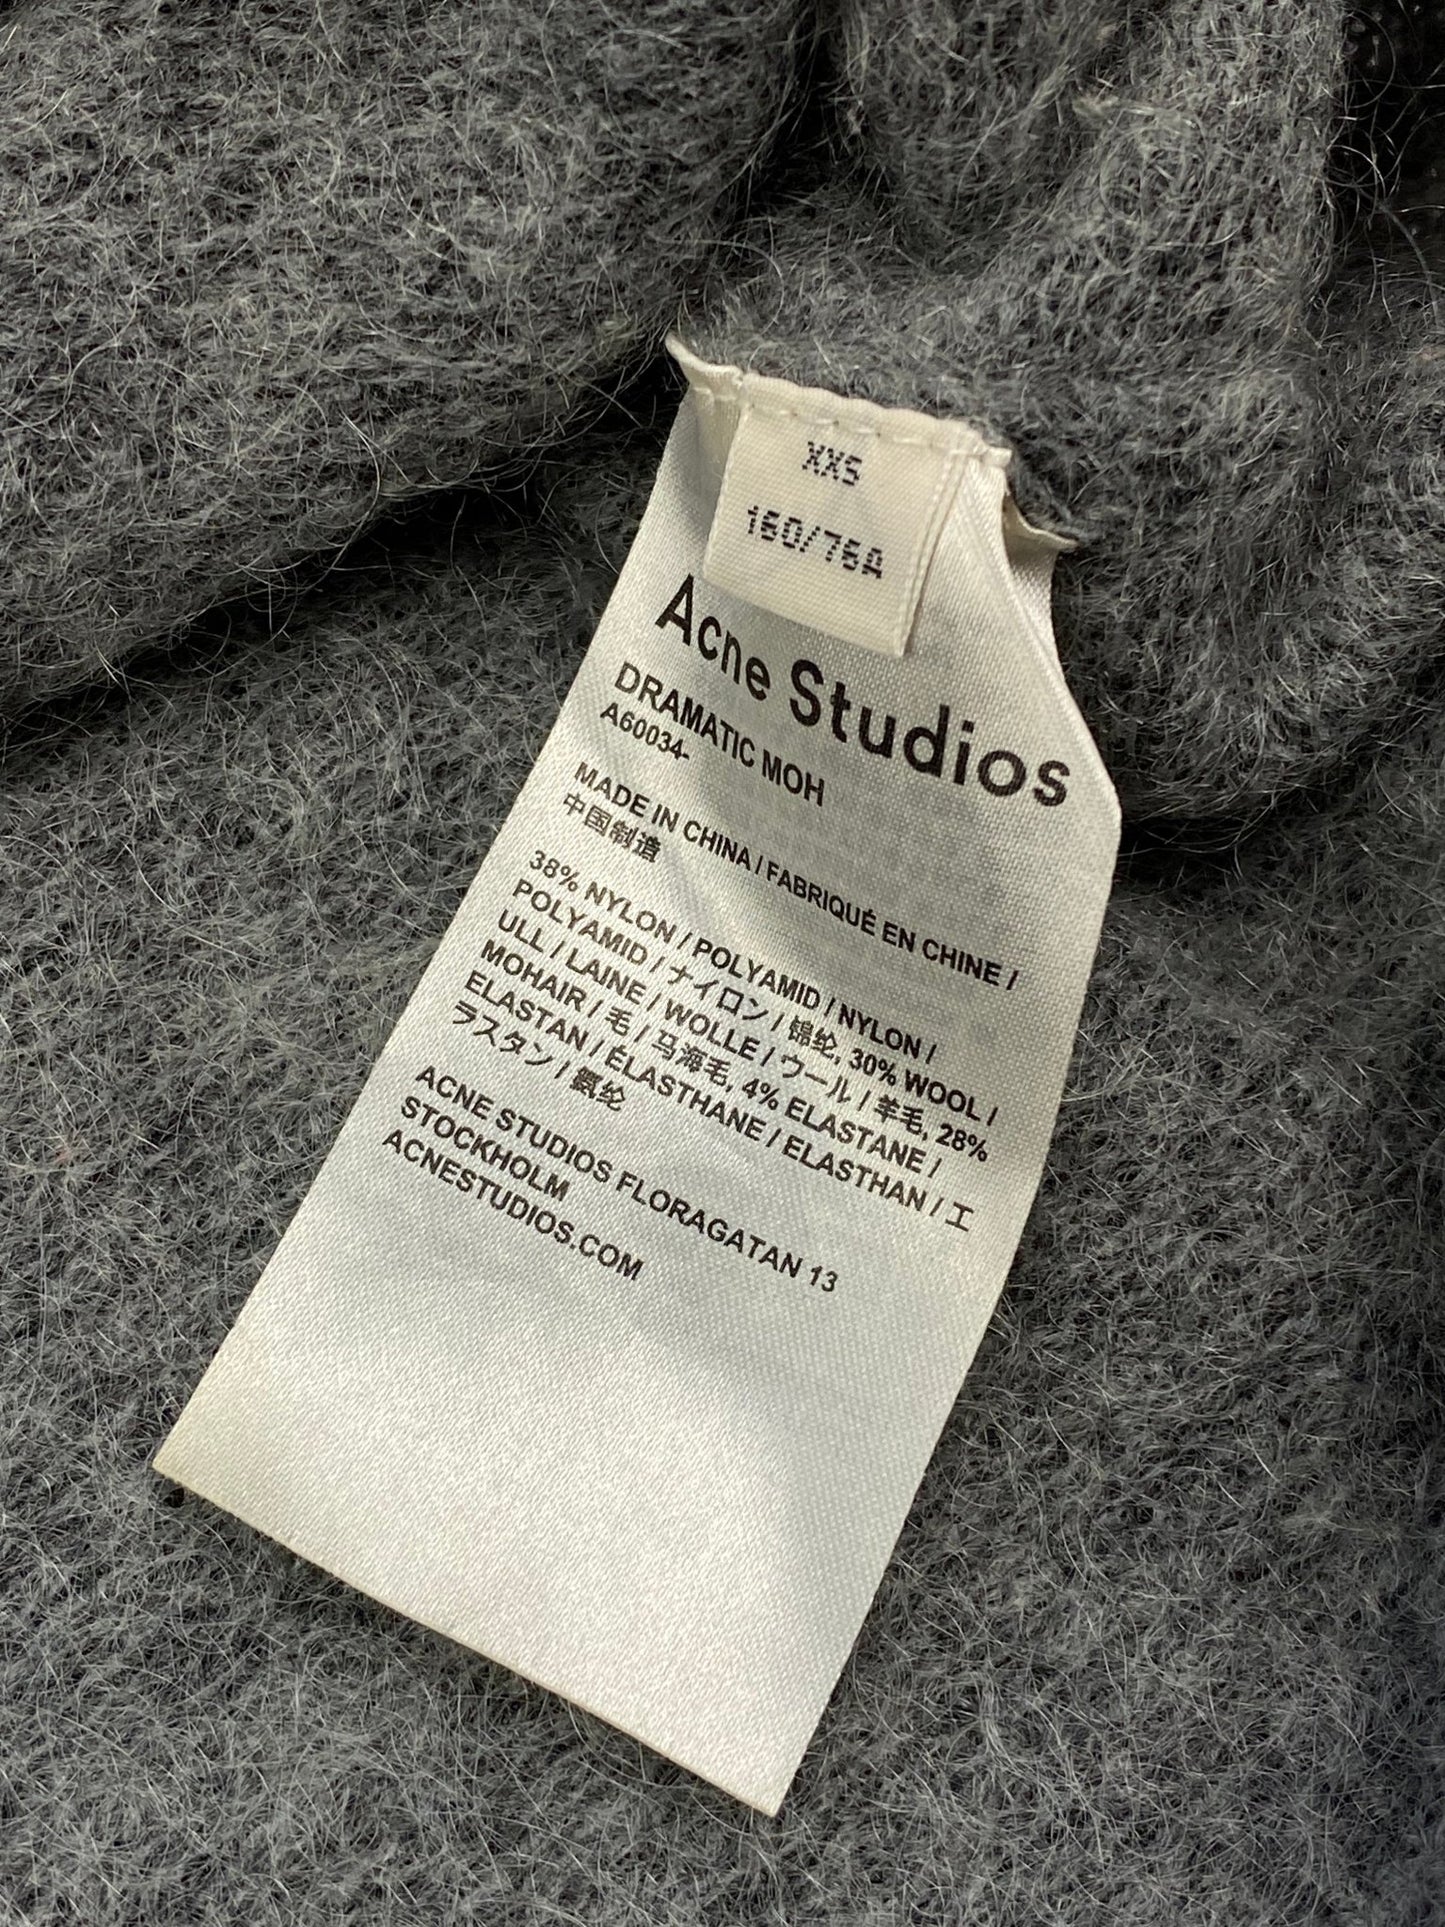 XXS
160/76A
Acne Studios
DRAMATIC MOH
A60034-
MADE IN CHINA / FABRIQUÉ EN CHINE /
中国制造
38% NYLON / POLYAMID / NYLON /
POLYAMID / ナイロン / 锦纶, 30% WOOL /
ULL / LAINE / WOLLE / ウール / 羊毛, 28%
MOHAIR / 毛 / 马海毛, 4% ELASTANE /
ELASTAN / ÉLASTHANE / ELASTHAN / エ
ラスタン / 氨纶
ACNE STUDIOS FLORAGATAN 13
STOCKHOLM
ACNESTUDIOS.COM